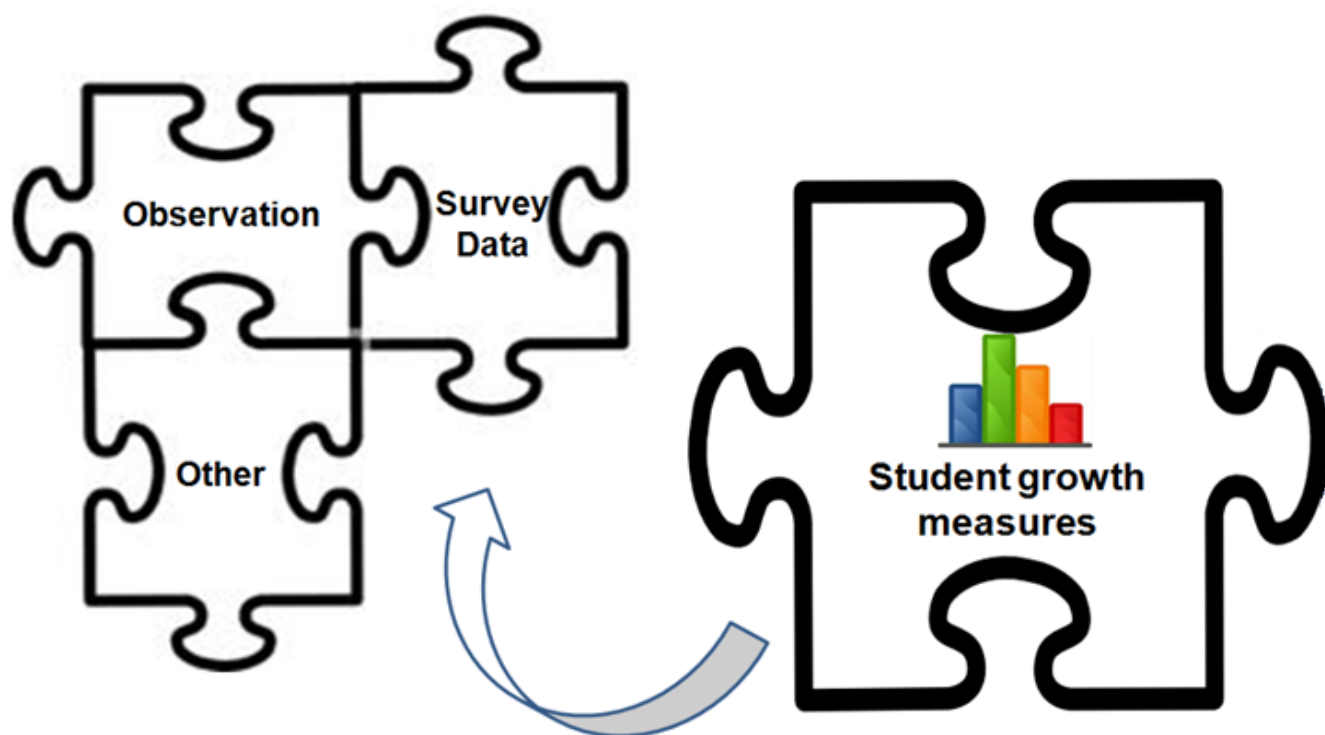 Observation
Survey
Data
Other
Student growth
measures